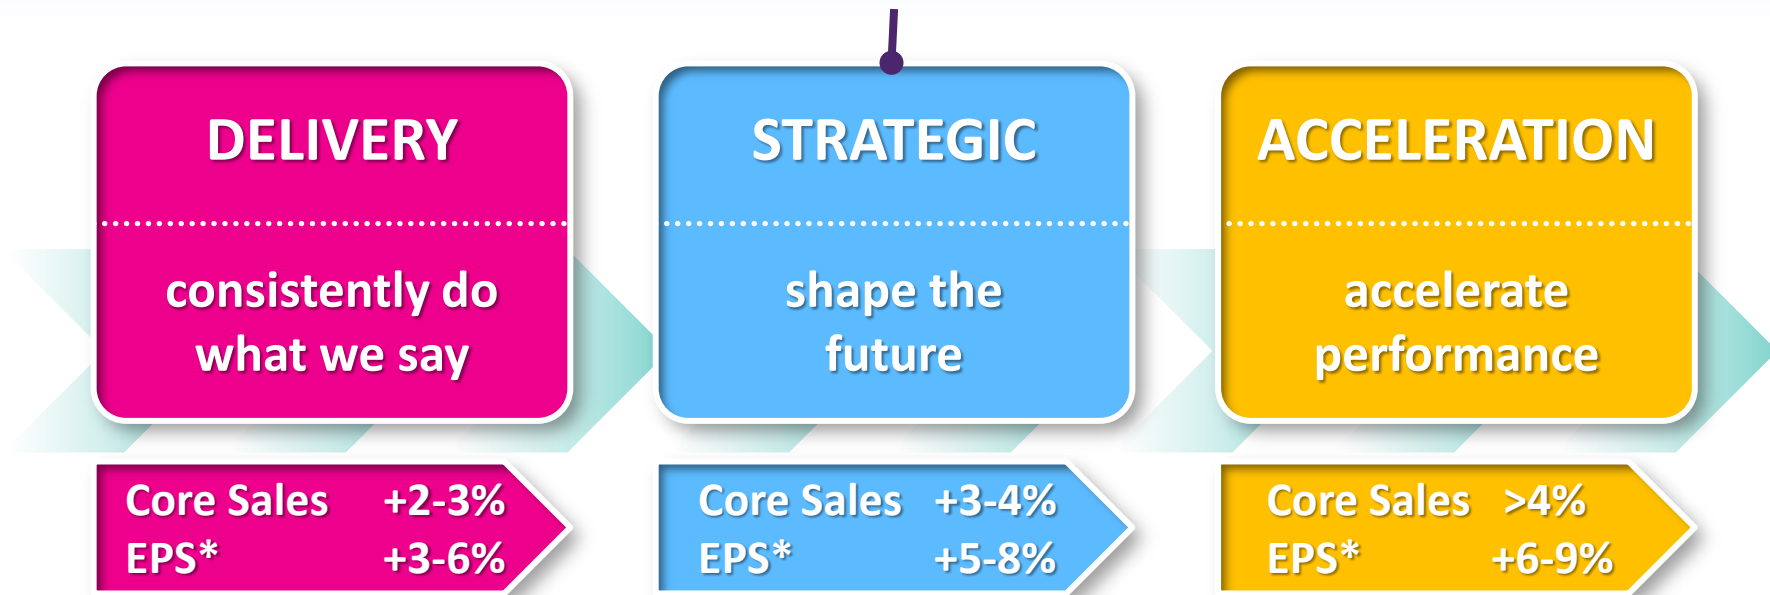 DELIVERY
consistently do
what we say
Core Sales +2-3%
EPS* +3-6%
STRATEGIC
shape the
future
Core Sales +3-4%
EPS* +5-8%
ACCELERATION
accelerate
performance
Core Sales >4%
EPS* +6-9%